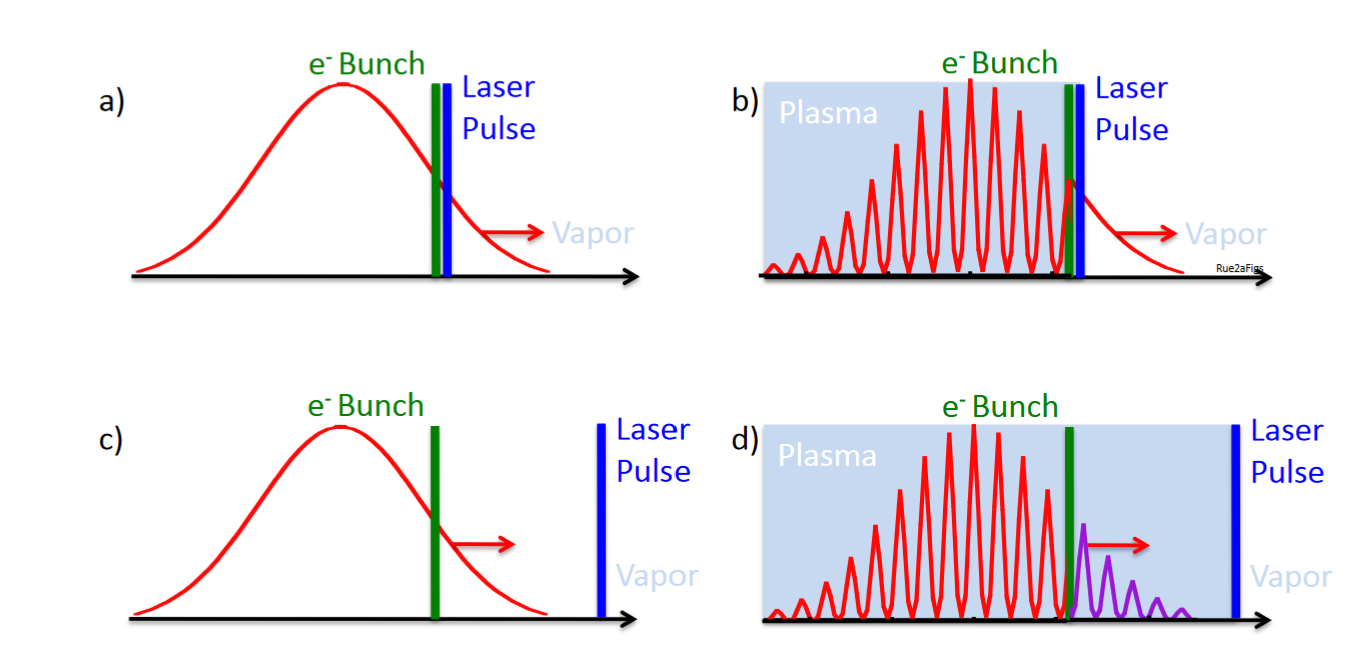 a)
e⁻ Bunch
Laser
Pulse
Vapor
b)
Plasma
e⁻ Bunch
Laser
Pulse
Vapor
Rue2aFigs
c)
e⁻ Bunch
Laser
Pulse
Vapor
d)
Plasma
e⁻ Bunch
Laser
Pulse
Vapor